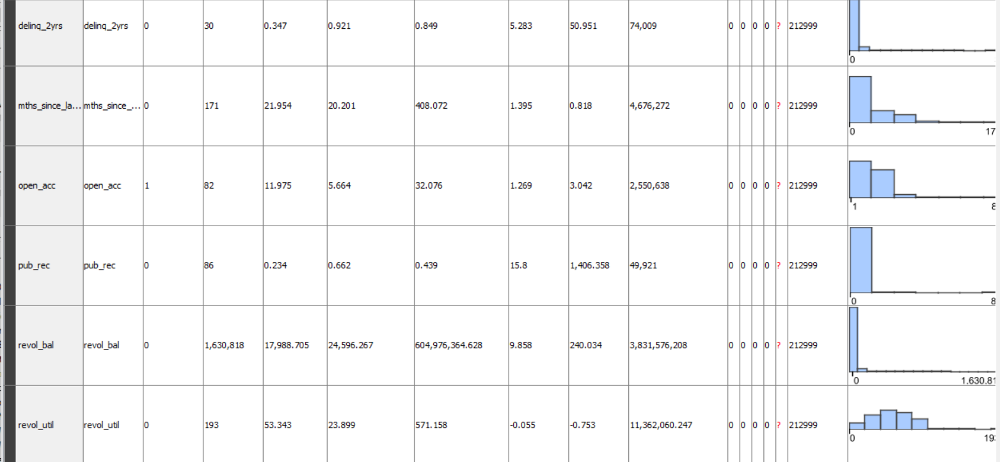 delinq_2yrs delinq_2yrs 0 30 0.347 0.921 0.849 5.283 50.951 74,009 0 0 0 0 ? 212999
0
mths_since_la... mths_since_... 0 171 21.954 20.201 408.072 1.395 0.818 4,676,272 0 0 0 0 ? 212999
0 17
open_acc open_acc 1 82 11.975 5.664 32.076 1.269 3.042 2,550,638 0 0 0 0 ? 212999
1 8
pub_rec pub_rec 0 86 0.234 0.662 0.439 15.8 1,406.358 49,921 0 0 0 0 ? 212999
0 8
revol_bal revol_bal 0 1,630,818 17,988.705 24,596.267 604,976,364.628 9.858 240.034 3,831,576,208 0 0 0 0 ? 212999
0 1,630,81
revol_util revol_util 0 193 53.343 23.899 571.158 -0.055 -0.753 11,362,060.247 0 0 0 0 ? 212999
0 19